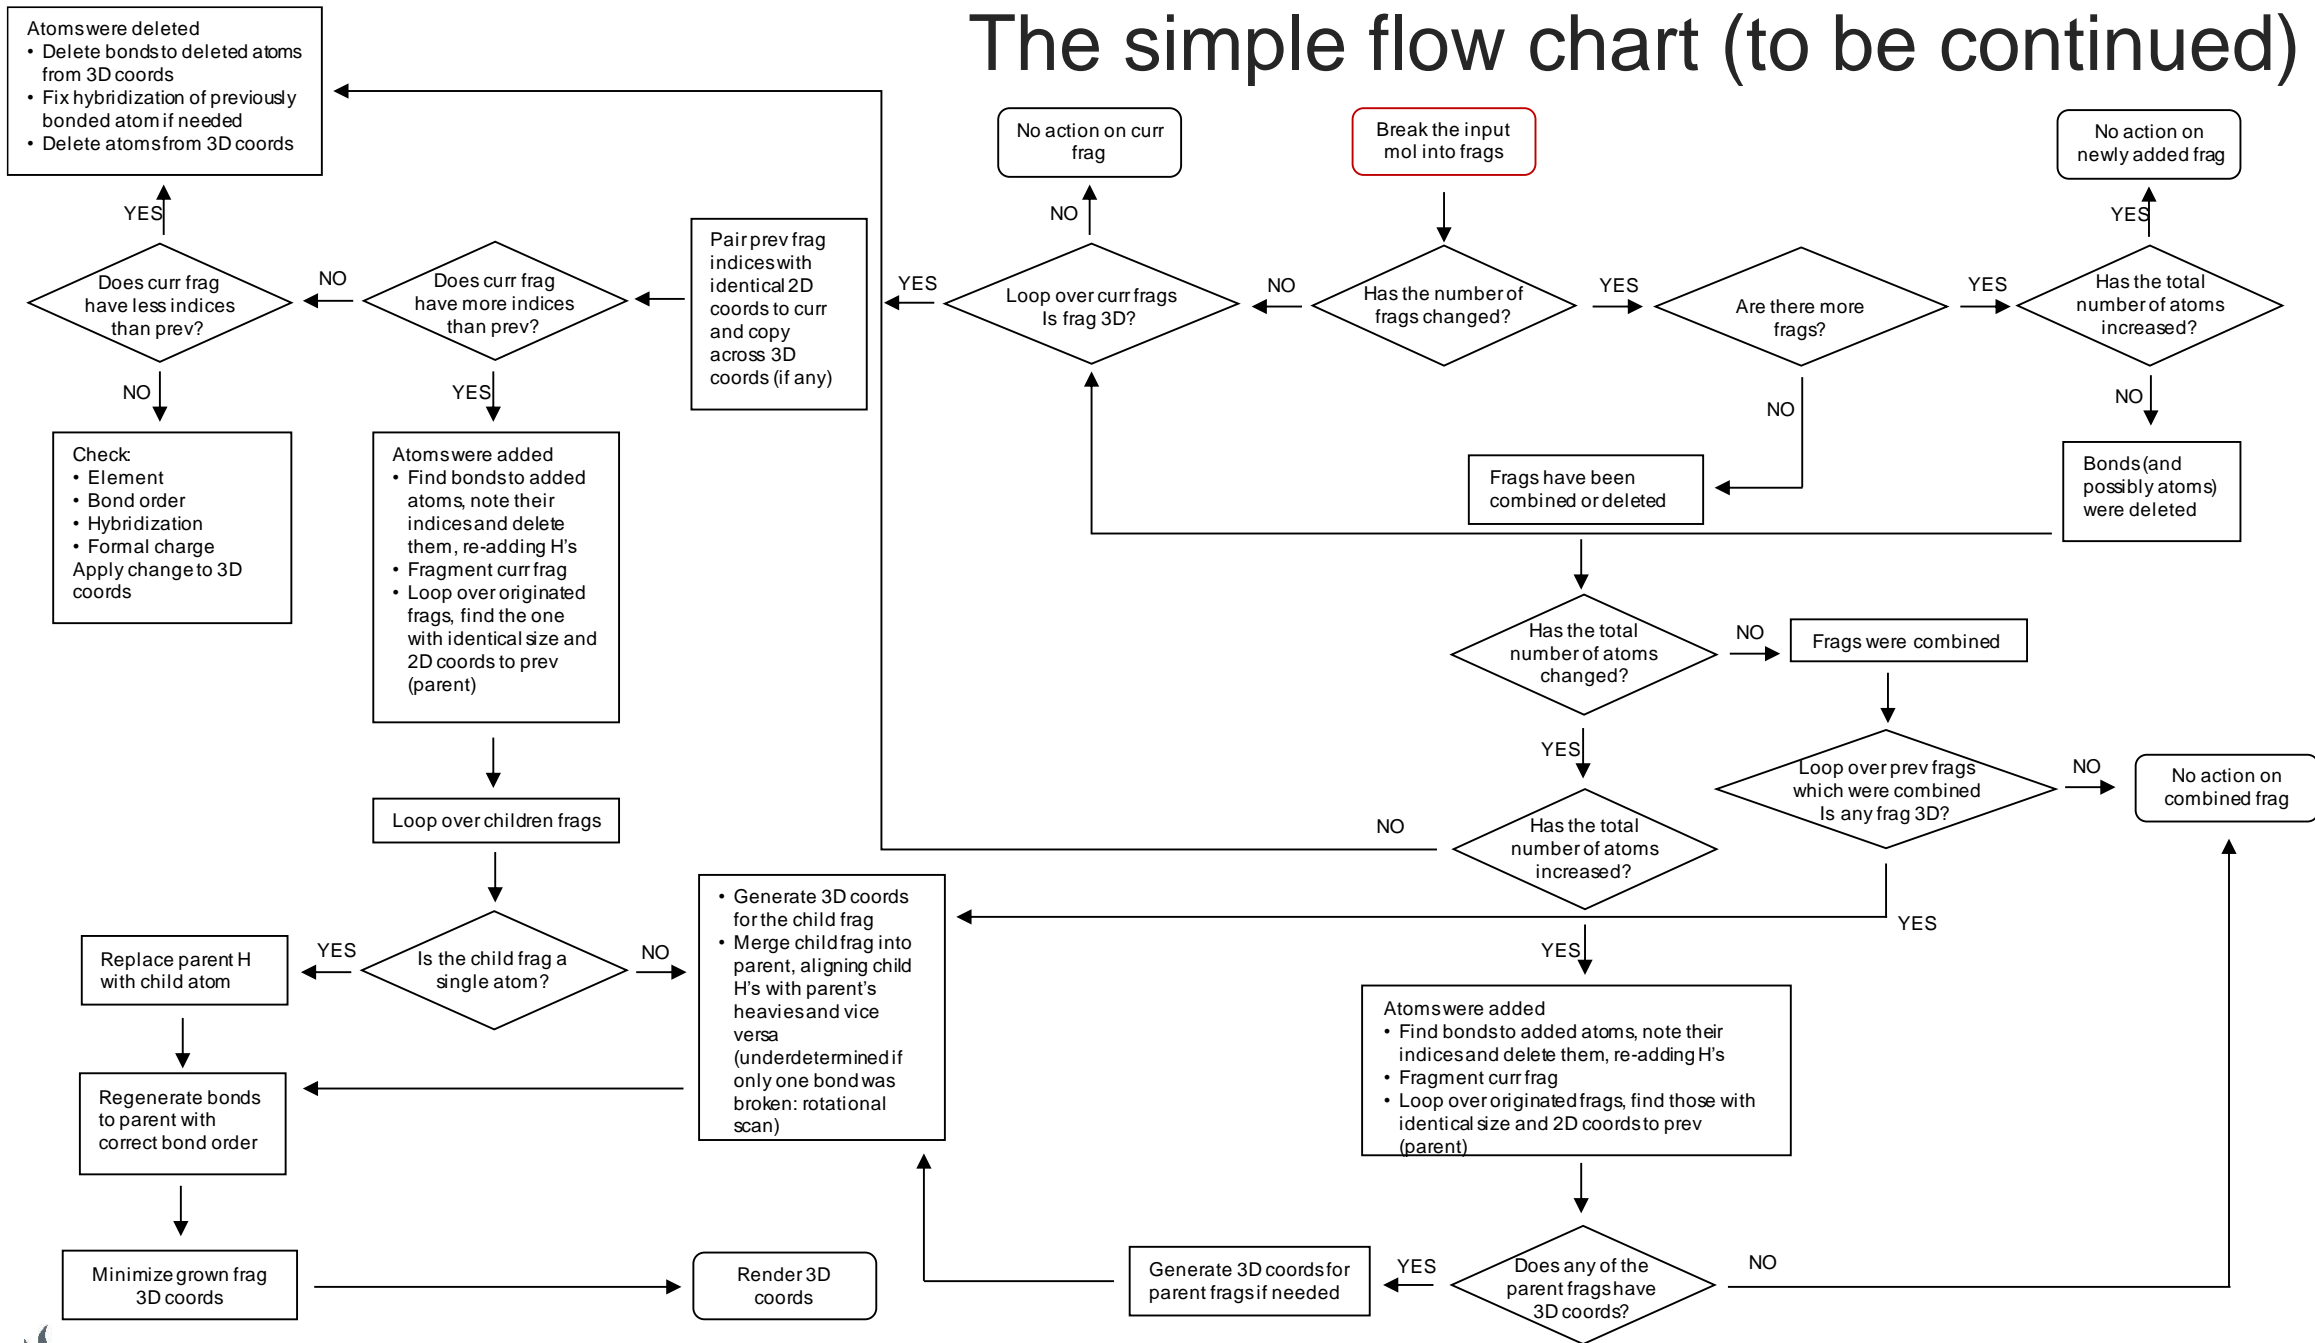 The simple flow chart (to be continued)
Atoms were deleted
• Delete bonds to deleted atoms
from 3D coords
• Fix hybridization of previously
bonded atom if needed
• Delete atoms from 3D coords
No action on curr
frag
Break the input
mol into frags
No action on
newly added frag
YES
NO
YES
Pair prev frag
indices with
identical 2D
coords to curr
and copy
across 3D
coords (if any)
Does curr frag
have less indices
than prev?
NO
Does curr frag
have more indices
than prev?
YES
Loop over curr frags
Is frag 3D?
NO
Has the number of
frags changed?
YES
Are there more
frags?
YES
Has the total
number of atoms
increased?
NO
YES
NO
NO
Check:
• Element
• Bond order
• Hybridization
• Formal charge
Apply change to 3D
coords
Atoms were added
• Find bonds to added
atoms, note their
indices and delete
them, re-adding H's
• Fragment curr frag
• Loop over originated
frags, find the one
with identical size and
2D coords to prev
(parent)
Frags have been
combined or deleted
Bonds (and
possibly atoms)
were deleted
Has the total
number of atoms
changed?
NO
Frags were combined
YES
Loop over prev frags
which were combined
Is any frag 3D?
NO
No action on
combined frag
Loop over children frags
NO
Has the total
number of atoms
increased?
YES
YES
• Generate 3D coords
for the child frag
• Merge child frag into
parent, aligning child
H's with parent's
heavies and vice
versa
(underdetermined if
only one bond was
broken: rotational
scan)
Replace parent H
with child atom
YES
Is the child frag a
single atom?
NO
Atoms were added
• Find bonds to added atoms, note their
indices and delete them, re-adding H's
• Fragment curr frag
• Loop over originated frags, find those with
identical size and 2D coords to prev
(parent)
Regenerate bonds
to parent with
correct bond order
Minimize grown frag
3D coords
Render 3D
coords
Generate 3D coords for
parent frags if needed
YES
Does any of the
parent frags have
3D coords?
NO